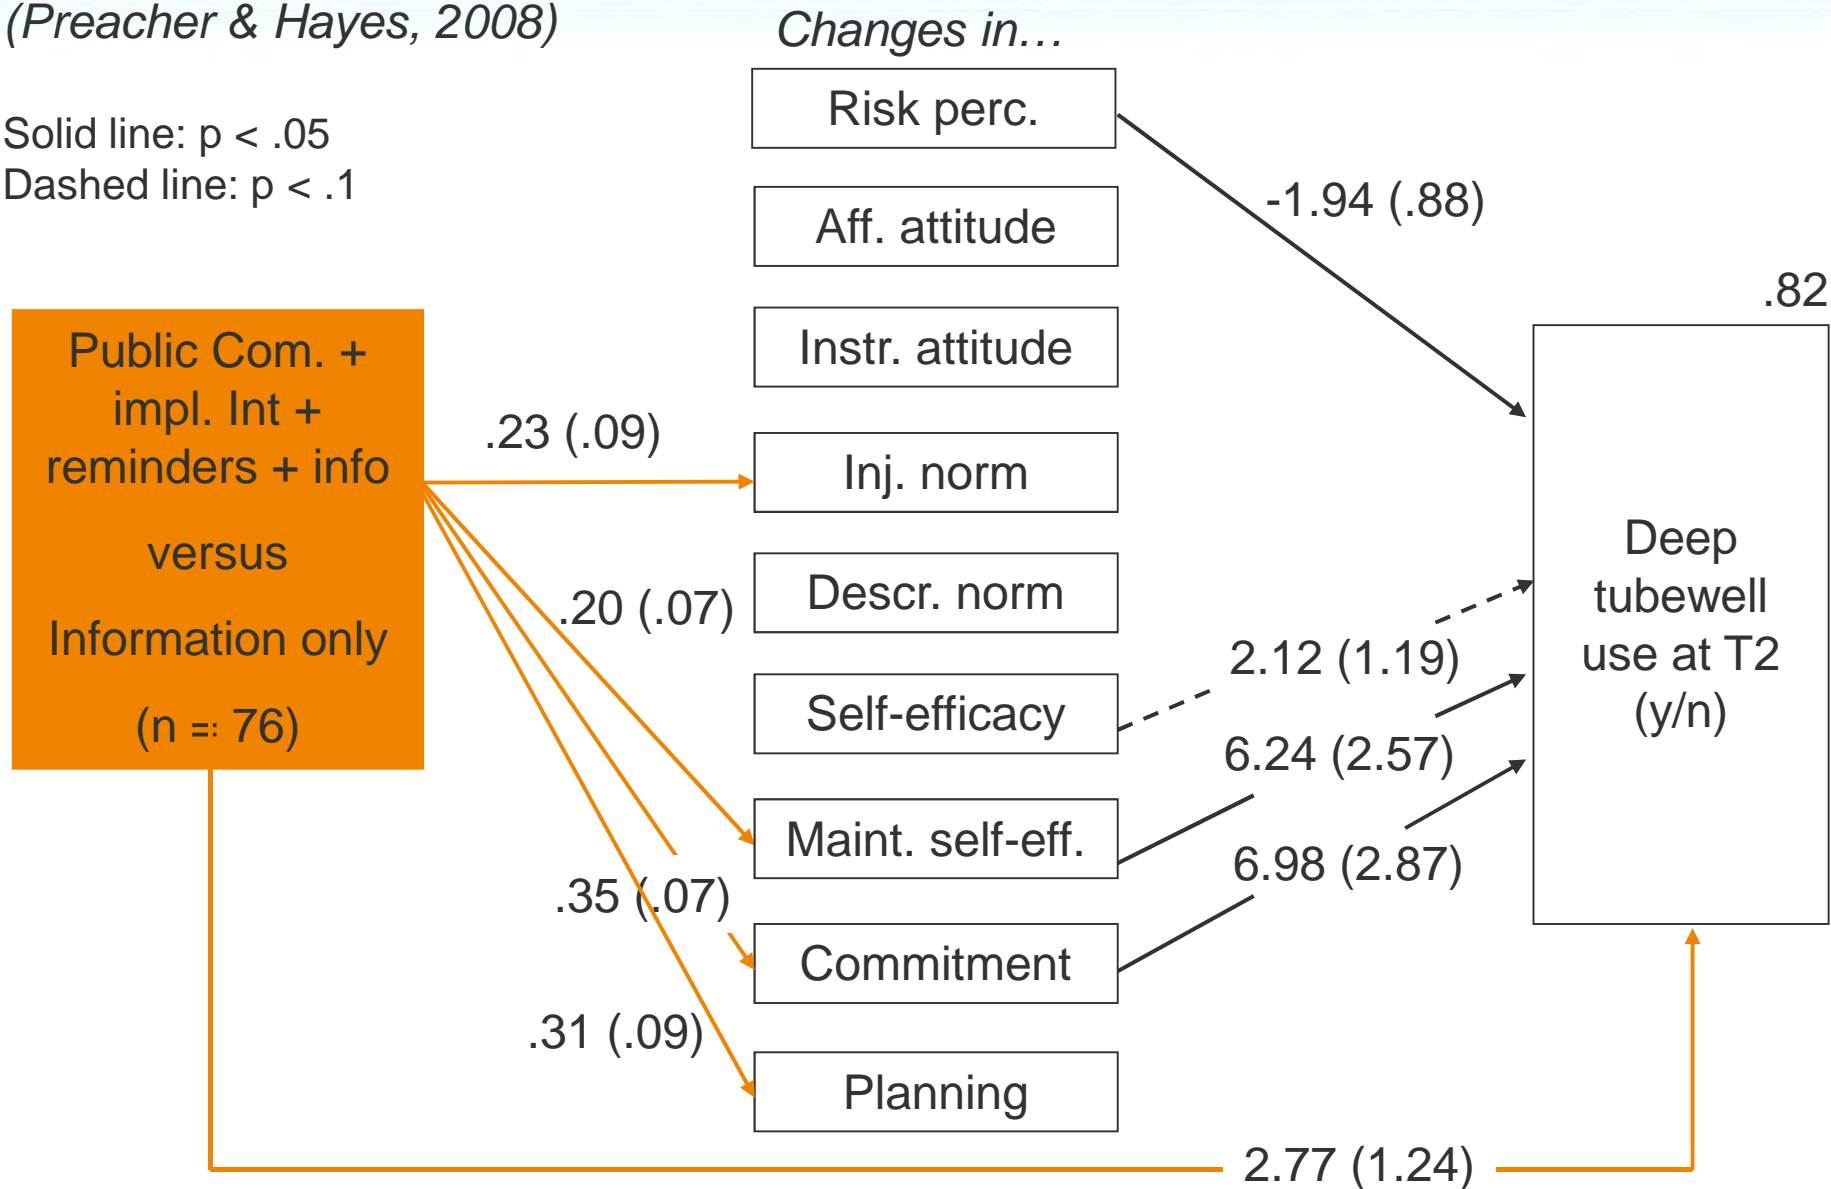 (Preacher & Hayes, 2008)
Changes in…
Solid line: p < .05
Dashed line: p < .1
Risk perc.
Aff. attitude
Instr. attitude
Inj. norm
Descr. norm
Self-efficacy
Maint. self-eff.
Commitment
Planning
Public Com. +
impl. Int +
reminders + info
versus
Information only
(n = 76)
.23 (.09)
.20 (.07)
.35 (.07)
.31 (.09)
-1.94 (.88)
2.12 (1.19)
6.24 (2.57)
6.98 (2.87)
2.77 (1.24)
.82
Deep
tubewell
use at T2
(y/n)